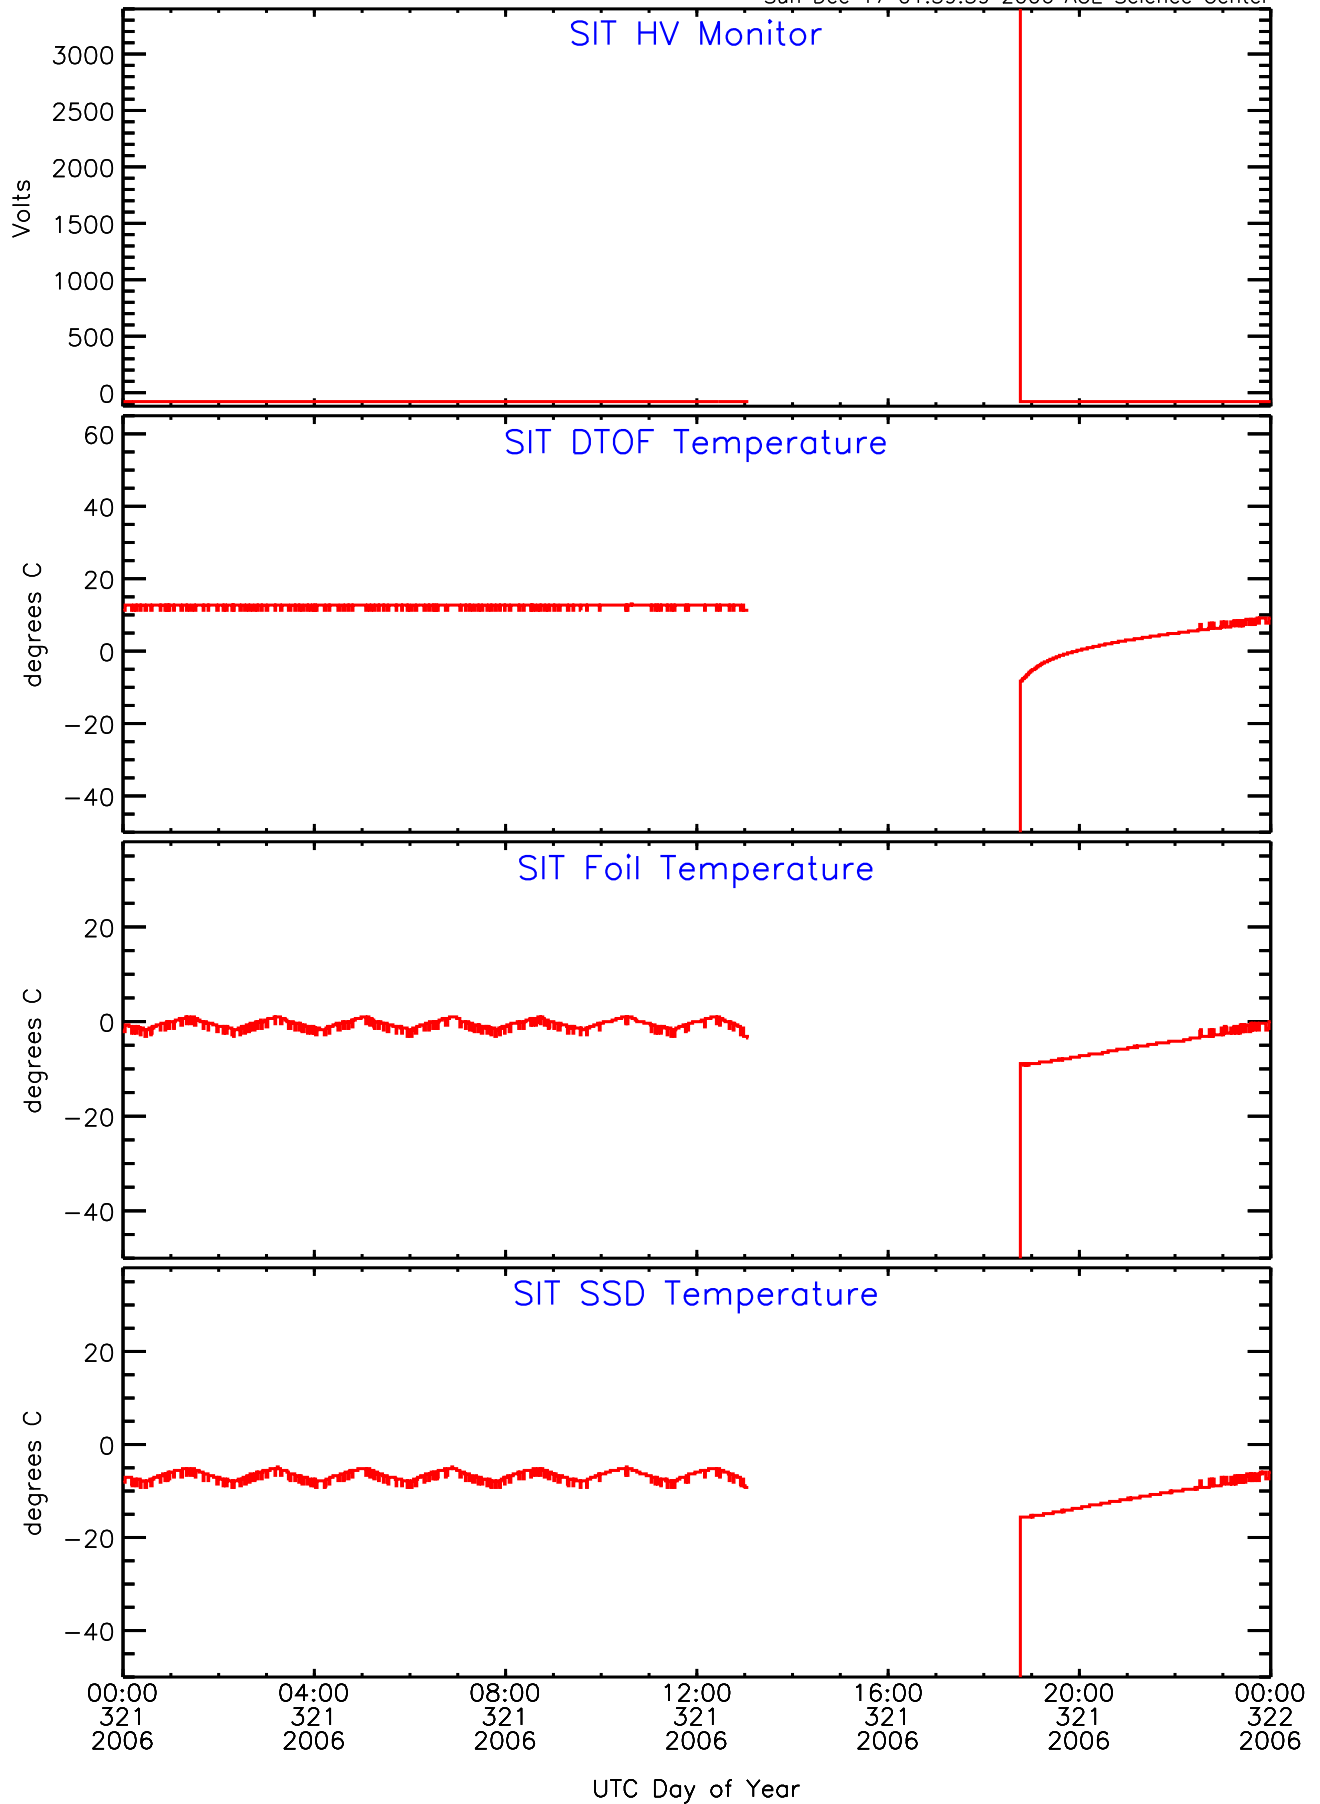 SIT HV Monitor
3000
2500
2000
1500
1000
500
0
Volts
SIT DTOF Temperature
60
40
20
0
−20
−40
degrees C
SIT Foil Temperature
20
0
−20
−40
degrees C
SIT SSD Temperature
20
0
−20
−40
degrees C
00:00 04:00 08:00 12:00 16:00 20:00 00:00
321 321 321 321 321 321 322
2006 2006 2006 2006 2006 2006 2006
UTC Day of Year